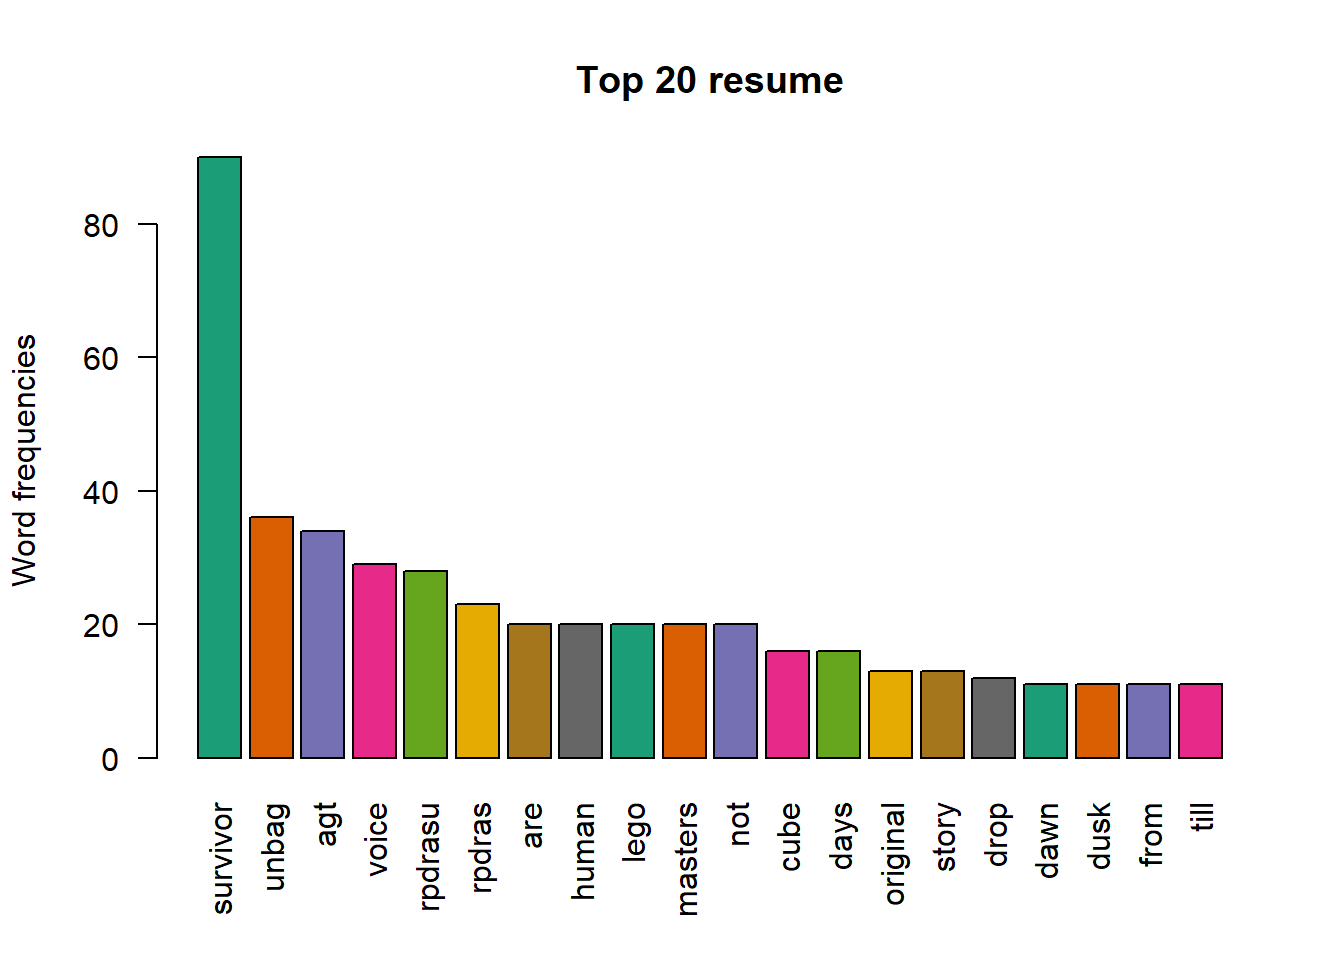 Top 20 resume
Word frequencies
80
60
40
20
0
survivor
unbag
agt
voice
rpdrasu
rpdras
are
human
lego
masters
not
cube
days
original
story
drop
dawn
dusk
from
till